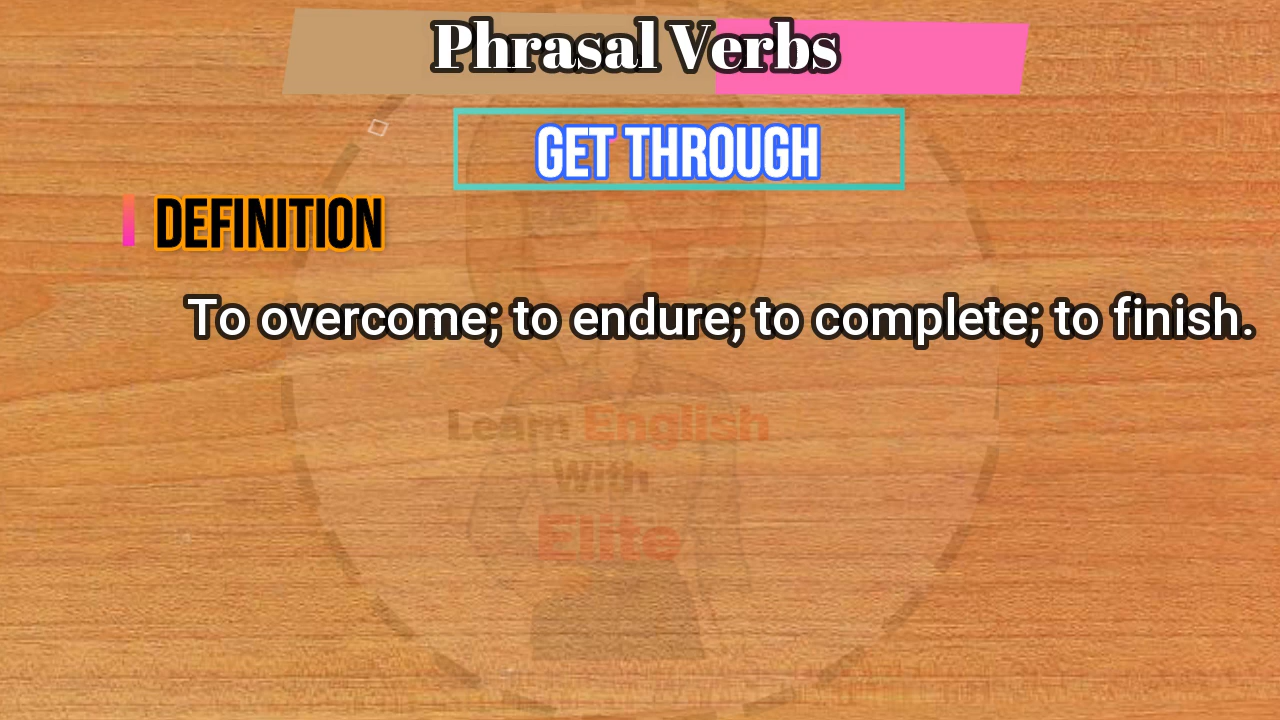 Phrasal Verbs
GET THROUGH
DEFINITION
To overcome; to endure; to complete; to finish.
Learn English
With
Elite